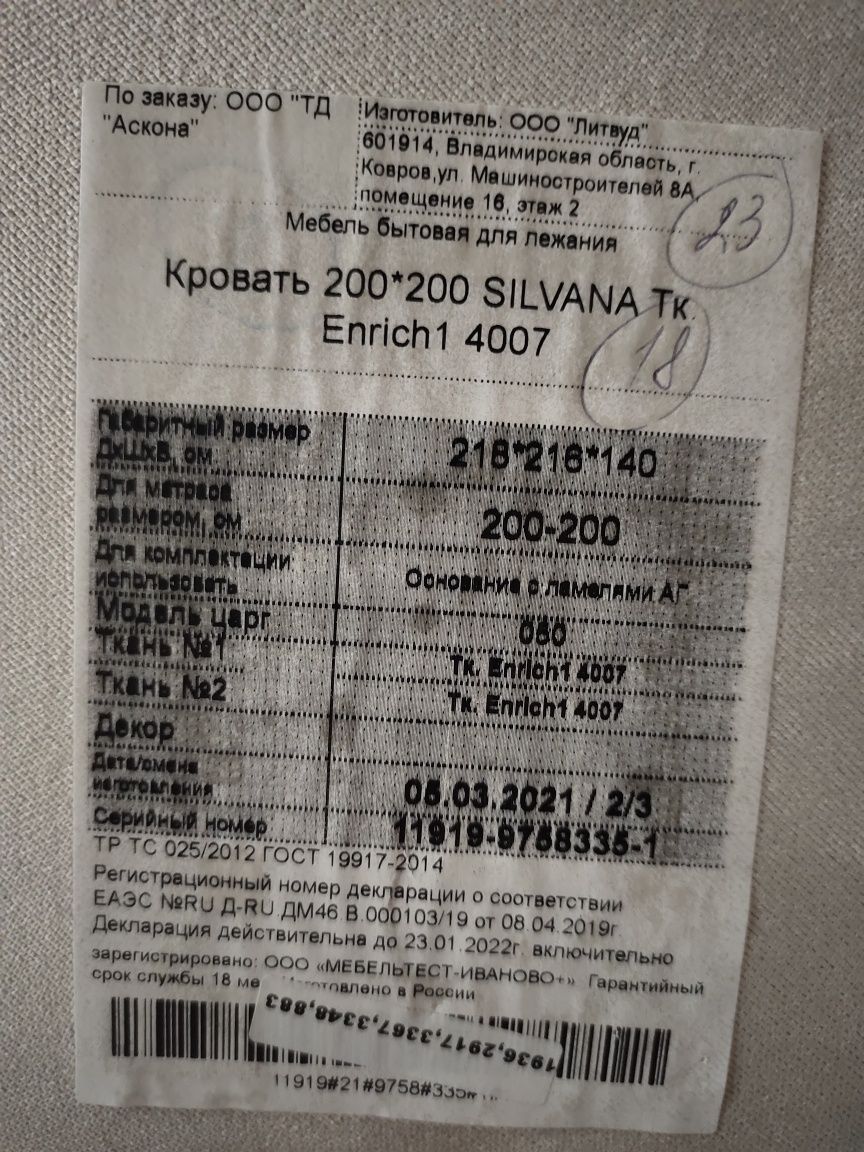 По заказу: ООО "ТД
"Аскона"
Изготовитель: ООО "Литвуд"
601914, Владимирская область, г.
Ковров,ул. Машиностроителей 8А,
помещение 16, этаж 2
23
Мебель бытовая для лежания
Кровать 200*200 SILVANA Тк.
Enrich1 4007
18
Габаритный размер
ДхШхВ, см
218*216*140
Для матраса
размером, см
200-200
Для комплектации
использовать
Основание с ламелями АГ
Модель царг
050
Ткань №1
Тк. Enrich1 4007
Ткань №2
Тк. Enrich1 4007
Декор
Дата/смена
изготовления
05.03.2021 / 2/3
Серийный номер
11919-9758335-1
ТР ТС 025/2012 ГОСТ 19917-2014
Регистрационный номер декларации о соответствии
ЕАЭС №RU Д-RU.ДМ46.В.000103/19 от 08.04.2019г.
Декларация действительна до 23.01.2022г. включительно
зарегистрировано: ООО «МЕБЕЛЬТЕСТ-ИВАНОВО+» Гарантийный
срок службы 18 ме в России
1936,2917,3367,3348,883
11919#21#9758#335#